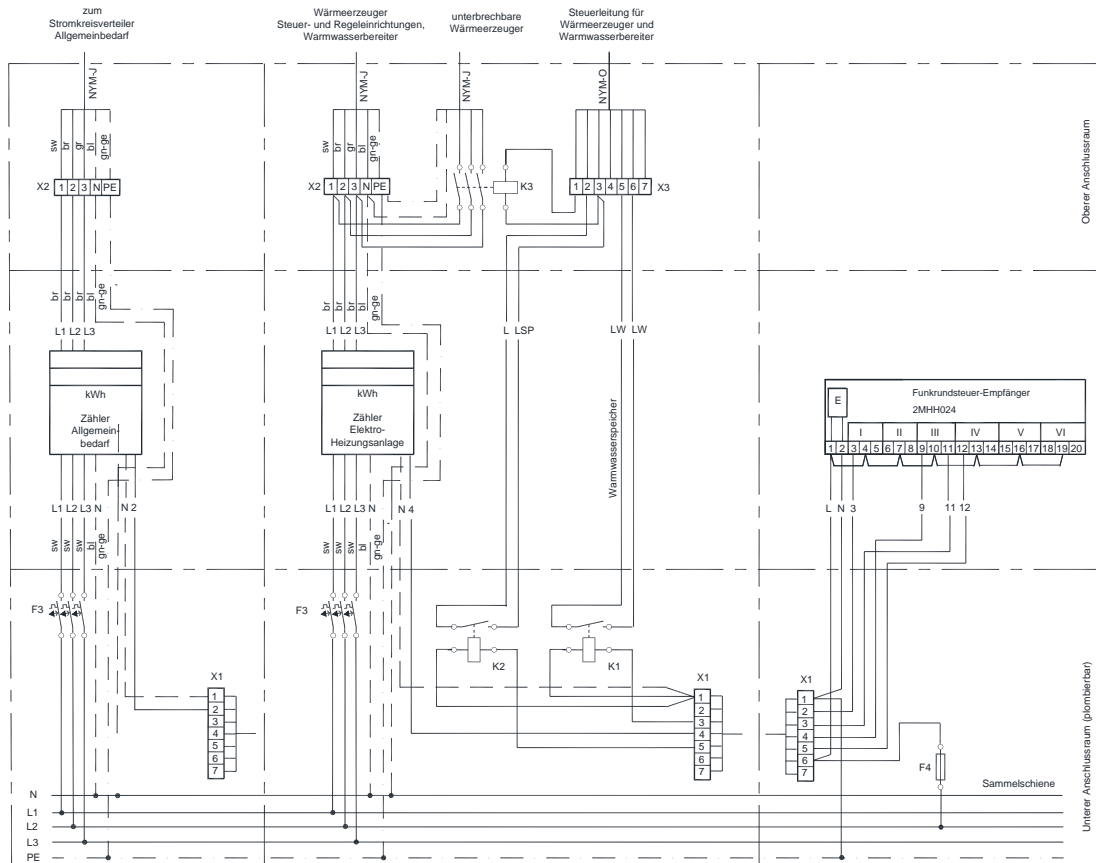 zum
Stromkreisverteiler
Allgemeinbedarf
Wärmeerzeuger
Steuer- und Regeleinrichtungen,
Warmwasserbereiter
unterbrechbare
Wärmeerzeuger
Steuerleitung für
Wärmeerzeuger und
Warmwasserbereiter
NYM-J
NYM-J
NYM-J
NYM-O
sw br gr bl gn-ge
sw br gr bl gn-ge
X2 1 2 3 N PE
X2 1 2 3 N PE
K3
1 2 3 4 5 6 7 X3
Oberer Anschlussraum
br br br bl gn-ge
br br br bl gn-ge
L1 L2 L3
L1 L2 L3
L LSP
LW LW
kWh
Zähler
Allgemein-
bedarf
kWh
Zähler
Elektro-
Heizungsanlage
Warmwasserspeicher
Funkrundsteuer-Empfänger
2MHH024
E
I II III IV V VI
1 2 3 4 5 6 7 8 9 10 11 12 13 14 15 16 17 18 19 20
L1 L2 L3 N N 2
L1 L2 L3 N N 4
L N 3 9 11 12
sw sw sw bl gn-ge
sw sw sw bl gn-ge
F3
F3
K2
K1
X1
1
2
3
4
5
6
7
X1
1
2
3
4
5
6
7
X1
1
2
3
4
5
6
7
F4
Sammelschiene
Unterer Anschlussraum (plombierbar)
N
L1
L2
L3
PE